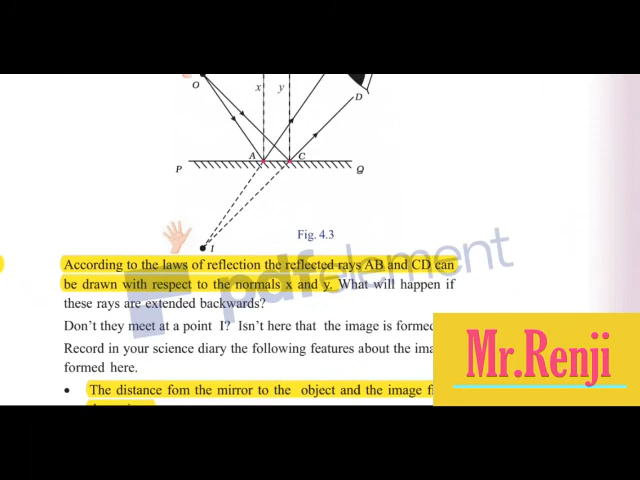 O
x
y
D
A
C
P
Q
I
Fig. 4.3
pdfelement
According to the laws of reflection the reflected rays AB and CD can
be drawn with respect to the normals x and y. What will happen if
these rays are extended backwards?
Don't they meet at a point I? Isn't here that the image is formed
Record in your science diary the following features about the
formed here.
• The distance fom the mirror to the object and the image
Mr.Renji